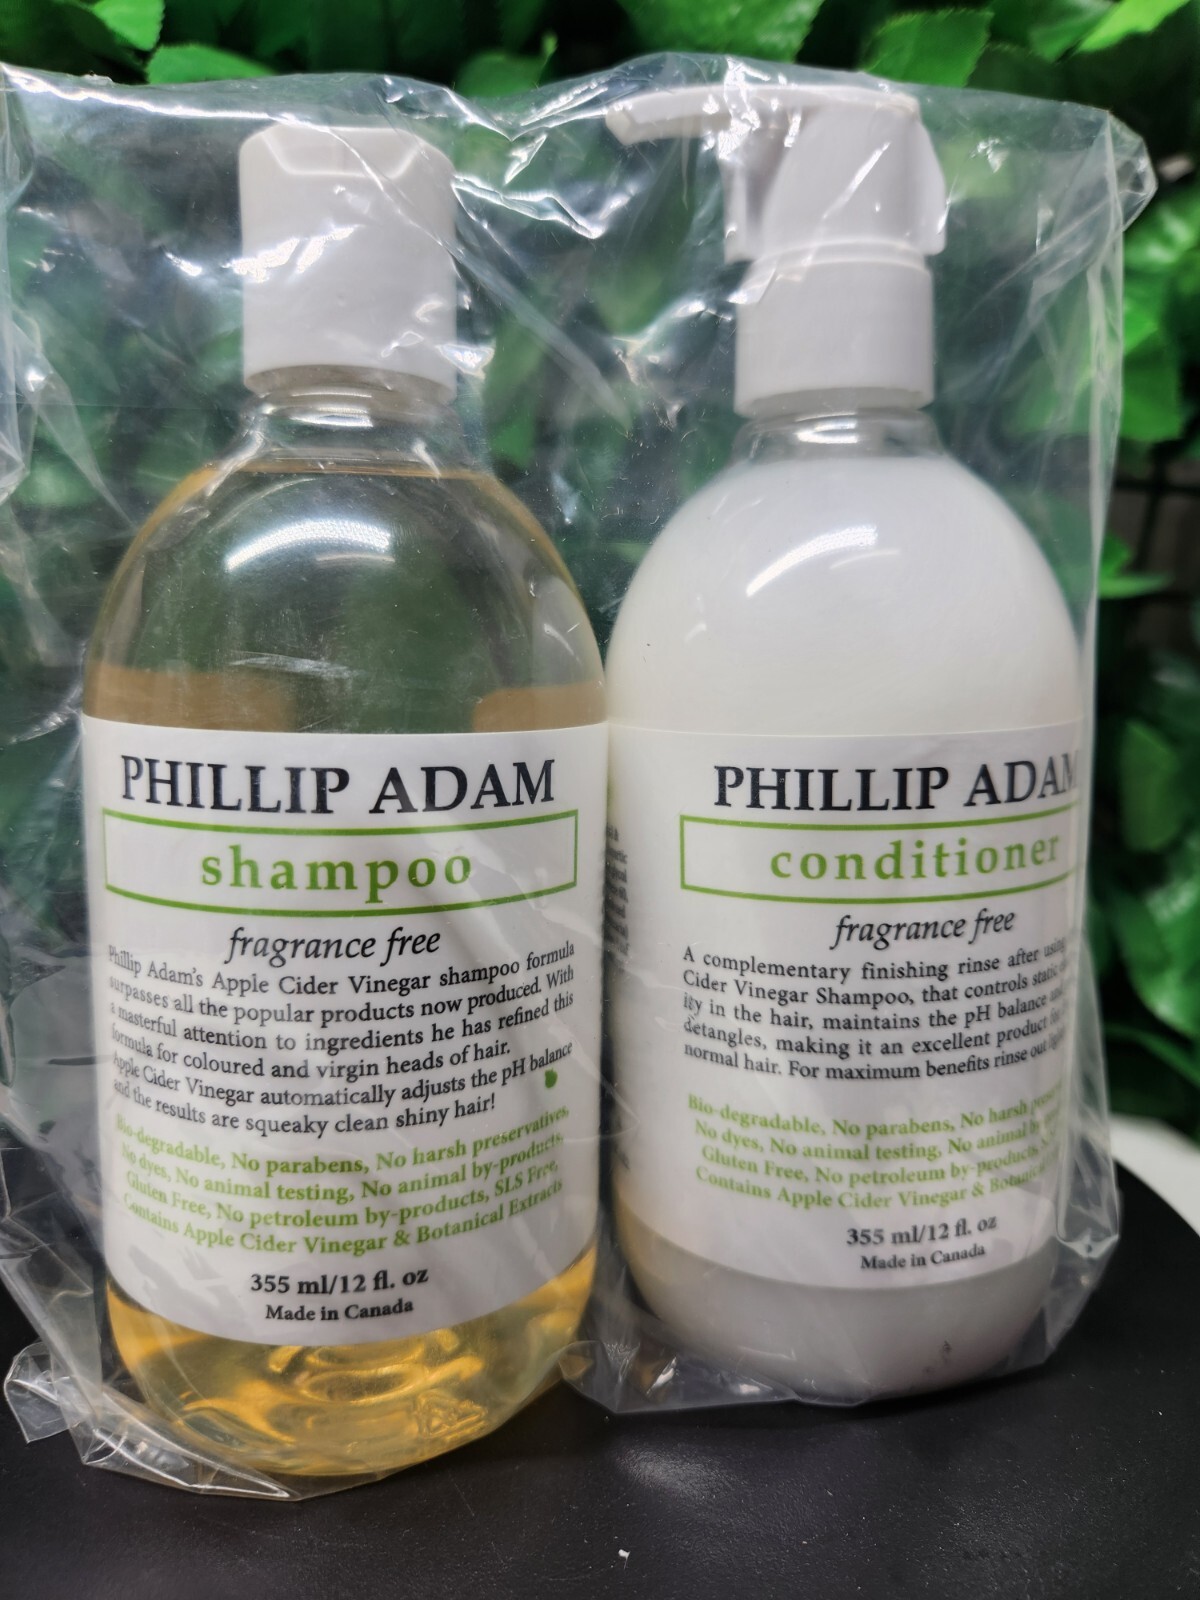 PHILLIP ADAM
shampoo
fragrance free
Phillip Adam's Apple Cider Vinegar shampoo formula
surpasses all the popular products now produced. With
a masterful attention to ingredients he has refined this
formula for coloured and virgin heads of hair.
Apple Cider Vinegar automatically adjusts the pH balance
and the results are squeaky clean shiny hair!
Bio-degradable, No parabens, No harsh preservatives,
No dyes, No animal testing, No animal by-products,
Gluten Free, No petroleum by-products, SLS Free,
Contains Apple Cider Vinegar & Botanical Extracts
355 ml/12 fl. oz
Made in Canada
PHILLIP ADAM
conditioner
fragrance free
A complementary finishing rinse after using
Cider Vinegar Shampoo, that controls static
ity in the hair, maintains the pH balance and
detangles, making it an excellent product
normal hair. For maximum benefits rinse out
Bio-degradable, No parabens, No harsh
No dyes, No animal testing, No animal
Gluten Free, No petroleum by-products,
Contains Apple Cider Vinegar &
355 ml/12 fl. oz
Made in Canada